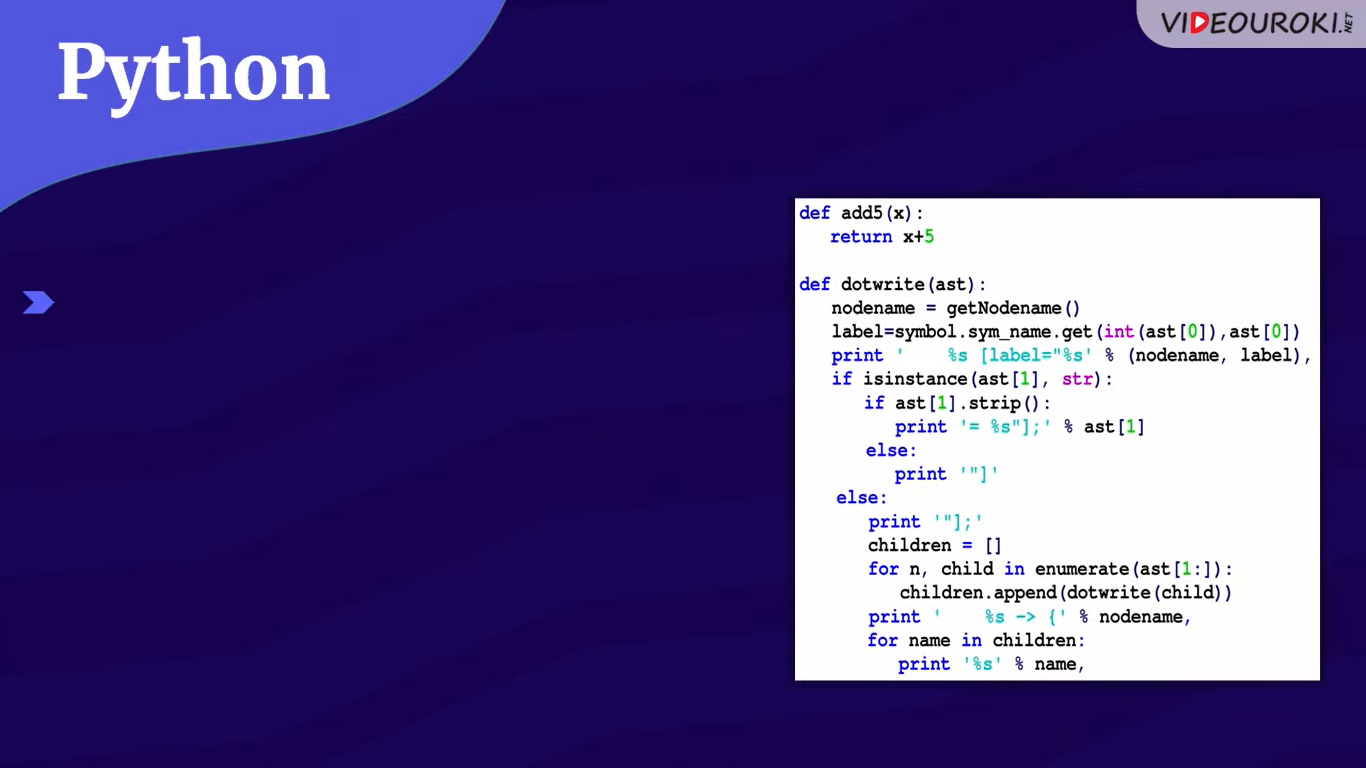 Python
VIDEOUROKI.NET
def add5(x):
    return x+5

def dotwrite(ast):
    nodename = getNodename()
    label=symbol.sym_name.get(int(ast[0]),ast[0])
    print '    %s [label="%s' % (nodename, label),
    if isinstance(ast[1], str):
        if ast[1].strip():
            print '= %s"];' % ast[1]
        else:
            print '"]'
    else:
        print '"];'
        children = []
        for n, child in enumerate(ast[1:]):
            children.append(dotwrite(child))
        print '    %s -> {' % nodename,
        for name in children:
            print '%s' % name,